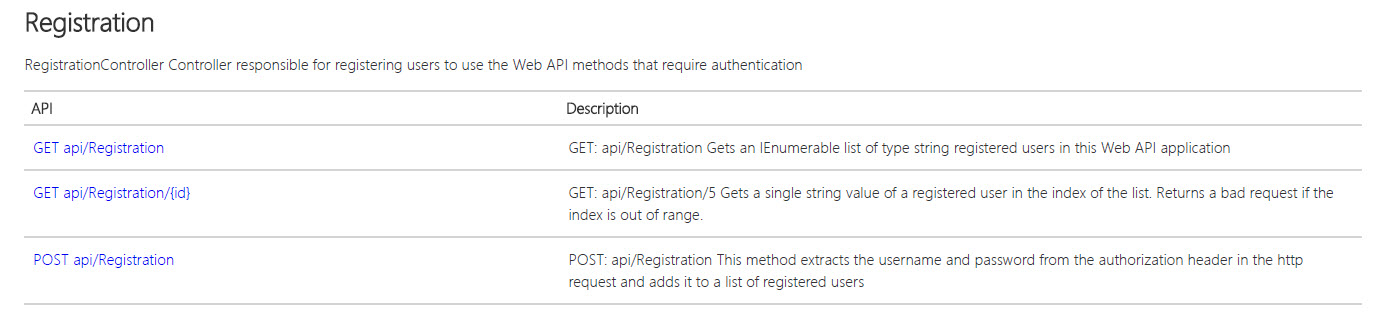 Registration
RegistrationController Controller responsible for registering users to use the Web API methods that require authentication
API Description
GET api/Registration GET: api/Registration Gets an IEnumerable list of type string registered users in this Web API application
GET api/Registration/{id} GET: api/Registration/5 Gets a single string value of a registered user in the index of the list. Returns a bad request if the
index is out of range.
POST api/Registration POST: api/Registration This method extracts the username and password from the authorization header in the http
request and adds it to a list of registered users